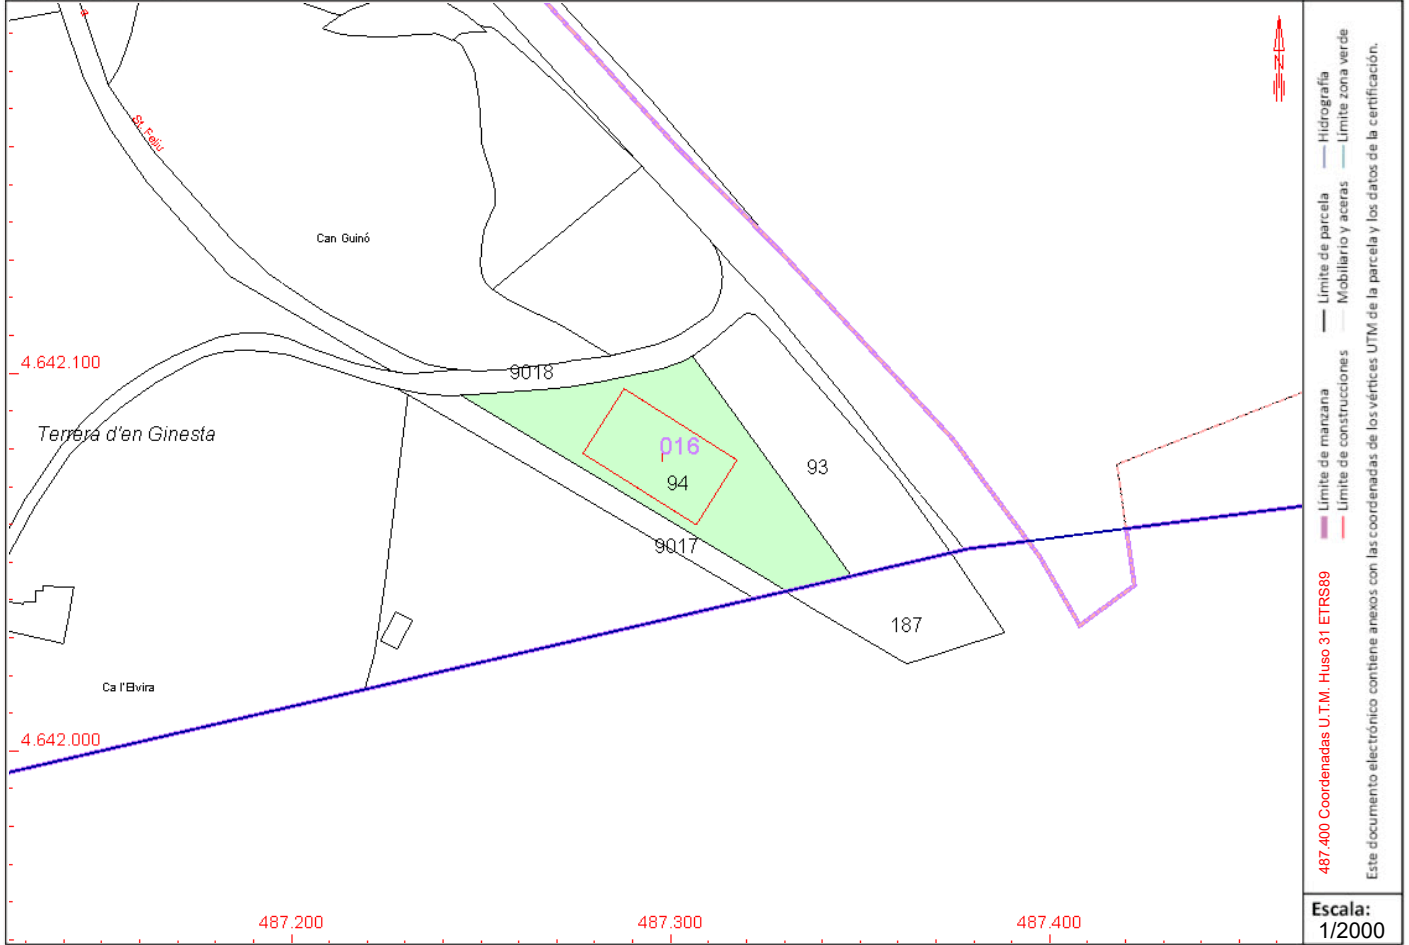 St. Feliu
Can Guinó
4.642.100
9018
Terrera d'en Ginesta
016
93
94
9017
187
Ca l'Elvira
4.642.000
487.200
487.300
487.400
N
487.400 Coordenadas U.T.M. Huso 31 ETRS89
Límite de manzana
Límite de parcela
Hidrografía
Límite de construcciones
Mobiliario y aceras
Límite zona verde
Este documento electrónico contiene anexos con las coordenadas de los vértices UTM de la parcela y los datos de la certificación.
Escala:
1/2000